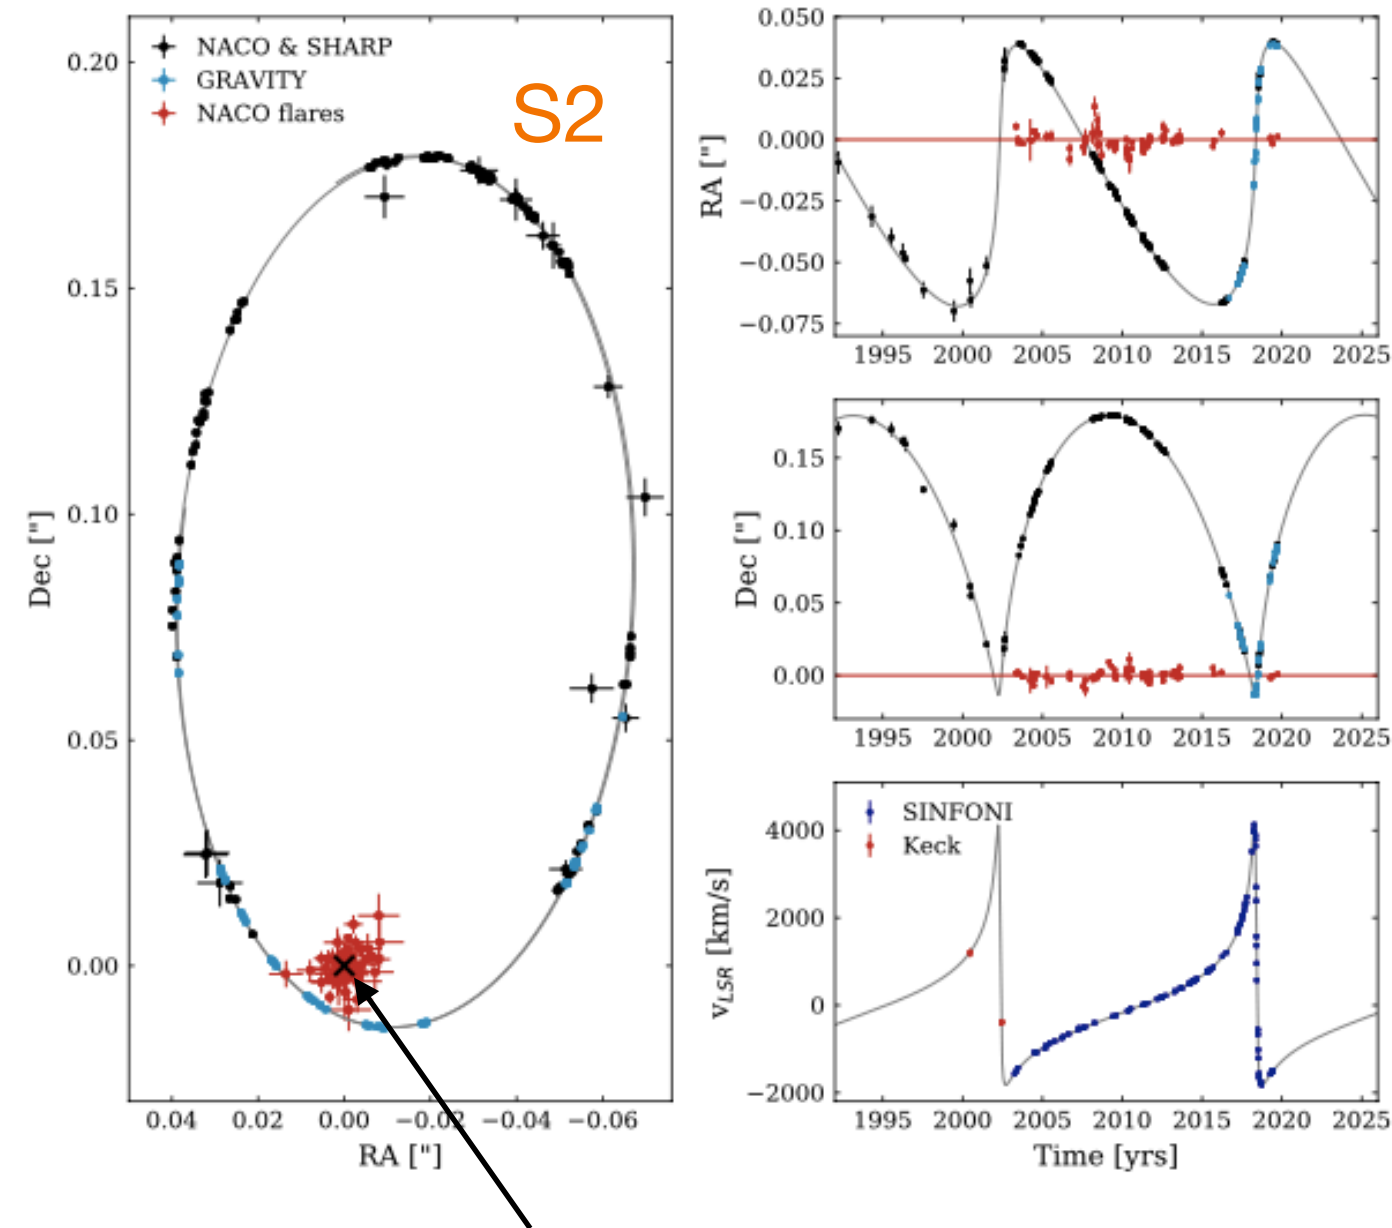 NACO & SHARP
GRAVITY
NACO flares
S2
0.20
0.15
0.10
0.05
0.00
Dec ["]
0.04 0.02 0.00 −0.02 −0.04 −0.06
RA ["]
0.050
0.025
0.000
−0.025
−0.050
−0.075
RA ["]
1995 2000 2005 2010 2015 2020 2025
0.15
0.10
0.05
0.00
Dec ["]
1995 2000 2005 2010 2015 2020 2025
SINFONI
Keck
4000
2000
0
−2000
v_LSR [km/s]
1995 2000 2005 2010 2015 2020 2025
Time [yrs]